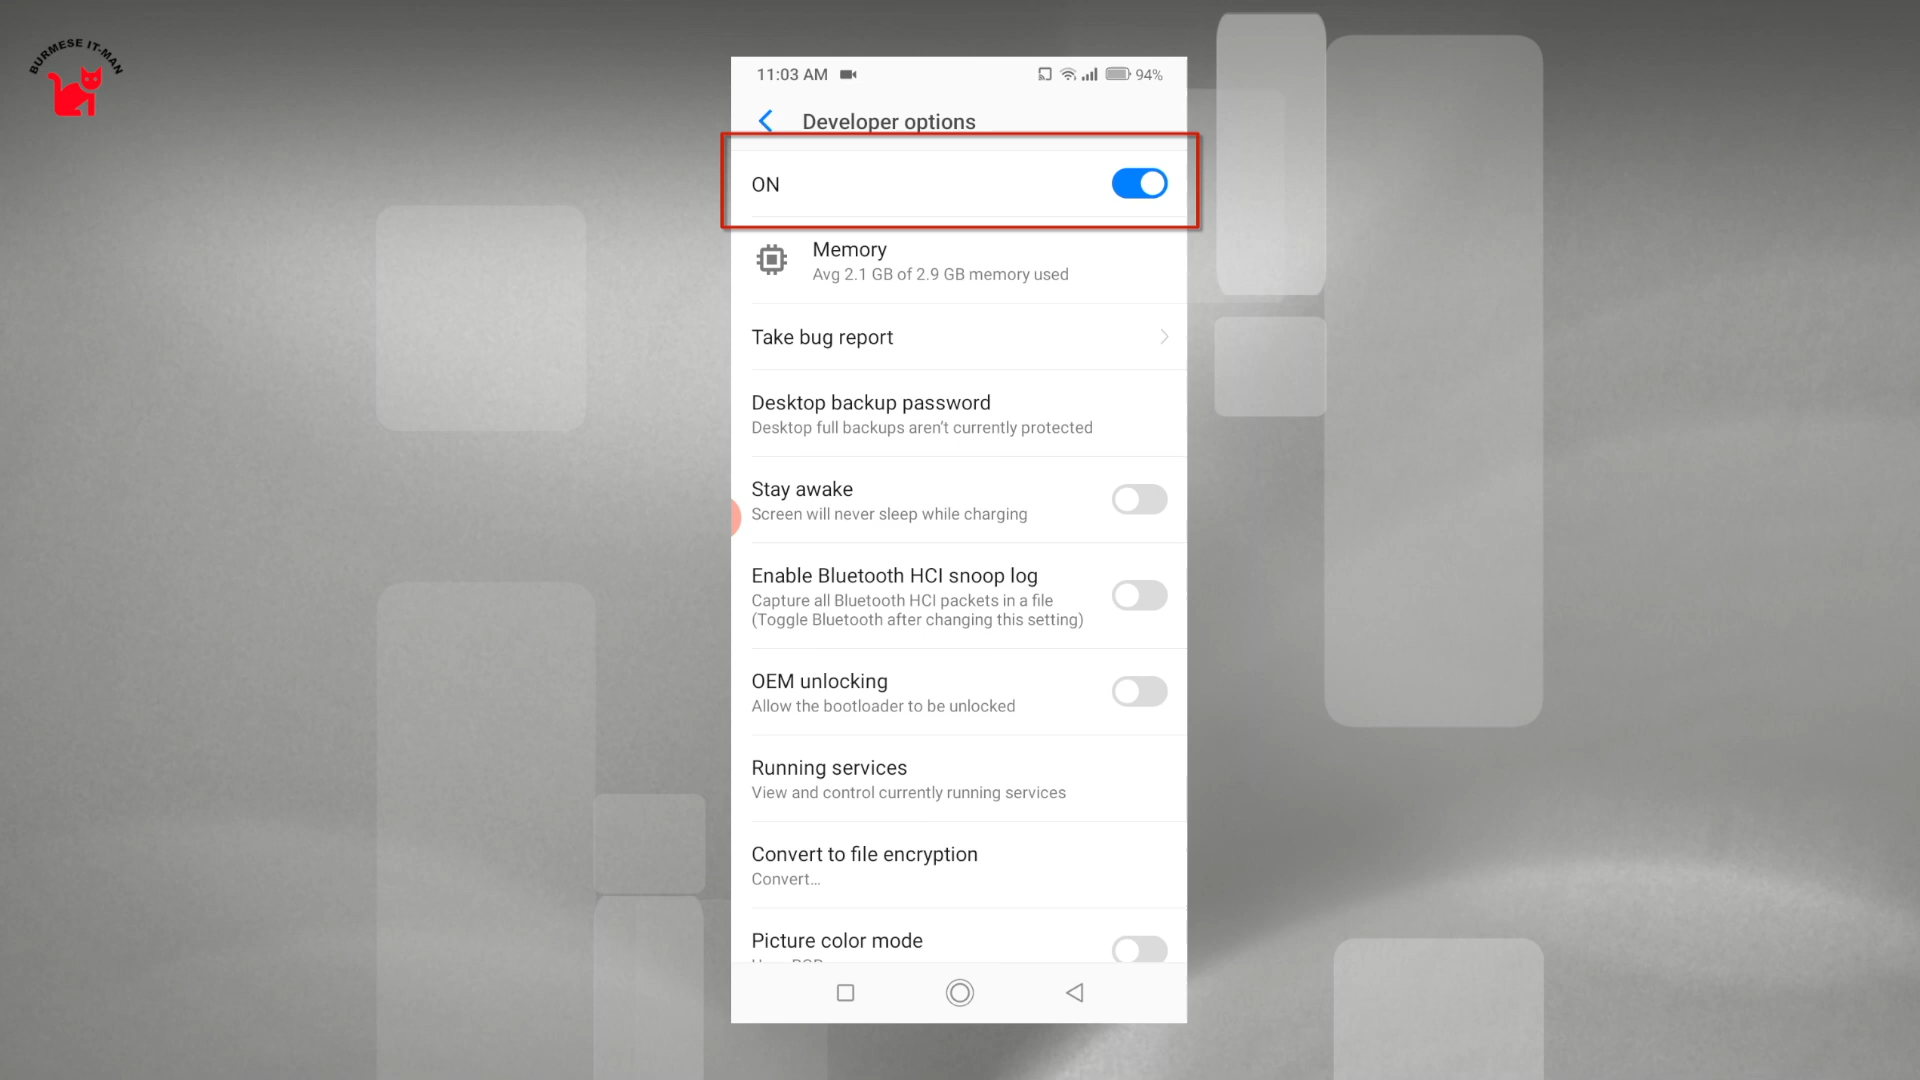 BURMESE IT-MAN
11:03 AM
94%
Developer options
ON
Memory
Avg 2.1 GB of 2.9 GB memory used
Take bug report
Desktop backup password
Desktop full backups aren't currently protected
Stay awake
Screen will never sleep while charging
Enable Bluetooth HCI snoop log
Capture all Bluetooth HCI packets in a file
(Toggle Bluetooth after changing this setting)
OEM unlocking
Allow the bootloader to be unlocked
Running services
View and control currently running services
Convert to file encryption
Convert…
Picture color mode